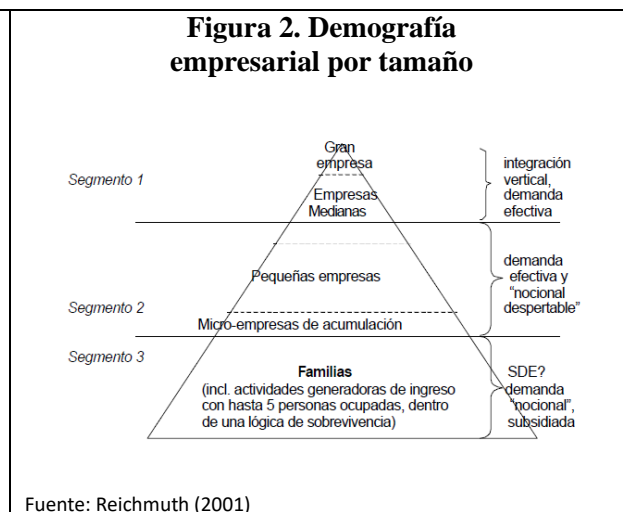 Figura 2. Demografía
empresarial por tamaño
Gran
empresa
Segmento 1
Empresas
Medianas
integración
vertical,
demanda
efectiva
Pequeñas empresas
Segmento 2
Micro-empresas de acumulación
demanda
efectiva y
“nocional
despertable”
Segmento 3
Familias
(incl. actividades generadoras de ingreso
con hasta 5 personas ocupadas, dentro
de una lógica de sobrevivencia)
SDE?
demanda
“nocional”,
subsidiada
Fuente: Reichmuth (2001)